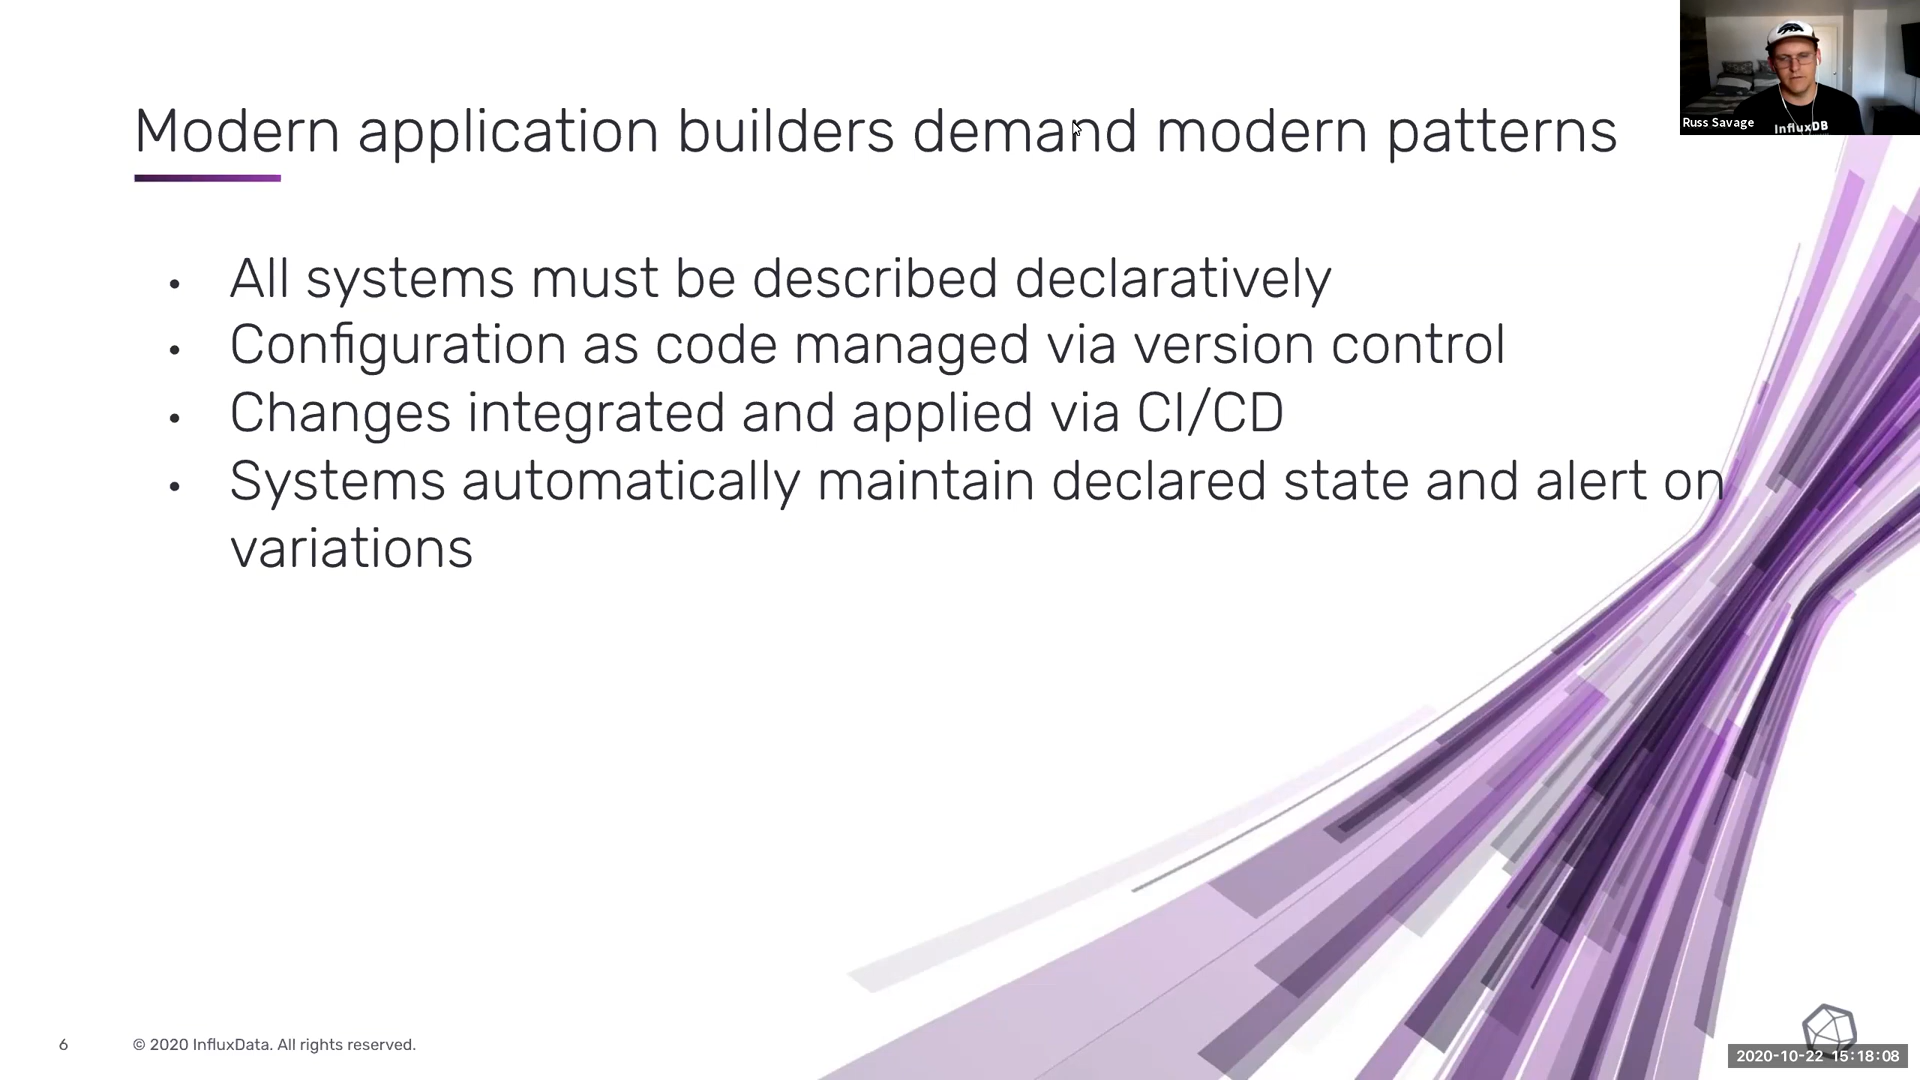 Modern application builders demand modern patterns
Russ Savage
InfluxDB
• All systems must be described declaratively
• Configuration as code managed via version control
• Changes integrated and applied via CI/CD
• Systems automatically maintain declared state and alert on
variations
6
© 2020 InfluxData. All rights reserved.
2020-10-22 15:18:08